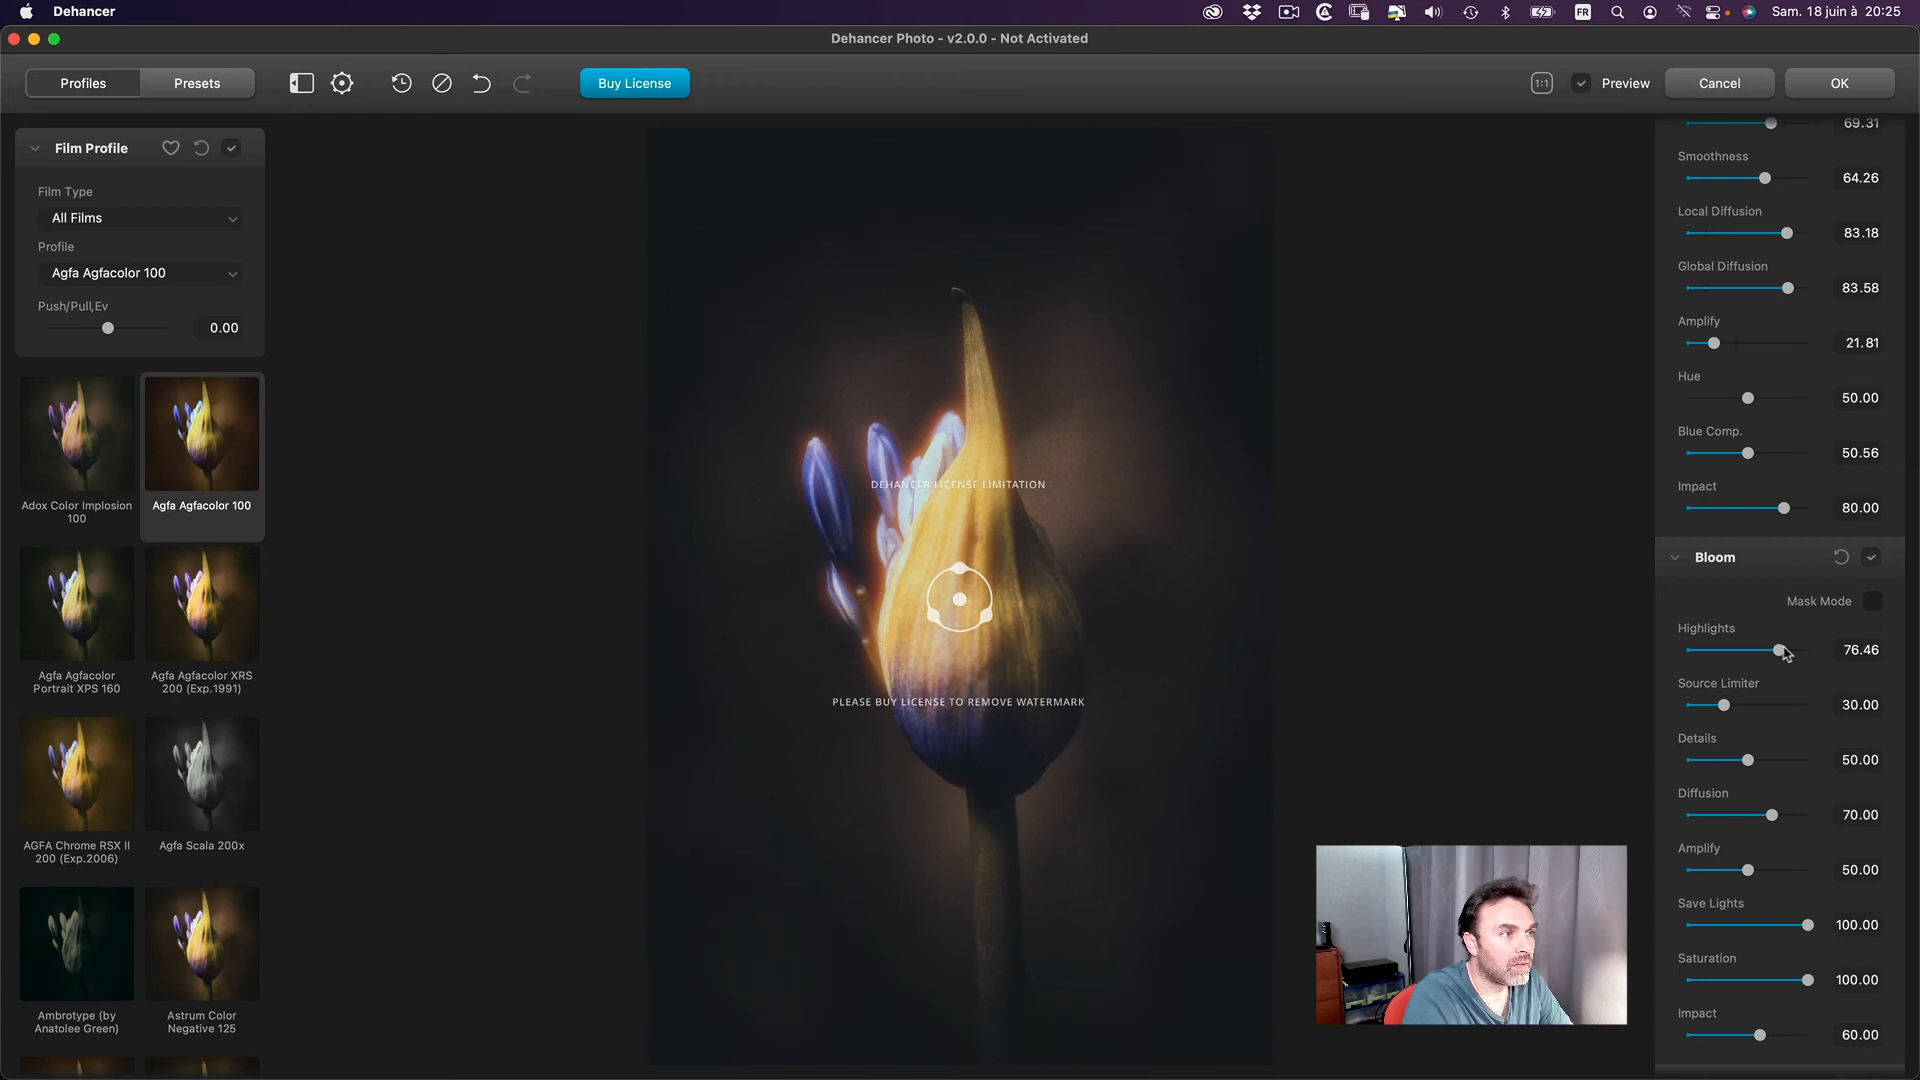 Dehancer
FR
Sam. 18 juin à 20:25
Dehancer Photo - v2.0.0 - Not Activated
Profiles
Presets
Buy License
1:1
Preview
Cancel
OK
Film Profile
Film Type
All Films
Profile
Agfa Agfacolor 100
Push/Pull,Ev
0.00
Adox Color Implosion
100
Agfa Agfacolor 100
Agfa Agfacolor
Portrait XPS 160
Agfa Agfacolor XRS
200 (Exp.1991)
AGFA Chrome RSX II
200 (Exp.2006)
Agfa Scala 200x
Ambrotype (by
Anatolee Green)
Astrum Color
Negative 125
DEHANCER LICENSE LIMITATION
PLEASE BUY LICENSE TO REMOVE WATERMARK
69.31
Smoothness
64.26
Local Diffusion
83.18
Global Diffusion
83.58
Amplify
21.81
Hue
50.00
Blue Comp.
50.56
Impact
80.00
Bloom
Mask Mode
Highlights
76.46
Source Limiter
30.00
Details
50.00
Diffusion
70.00
Amplify
50.00
Save Lights
100.00
Saturation
100.00
Impact
60.00